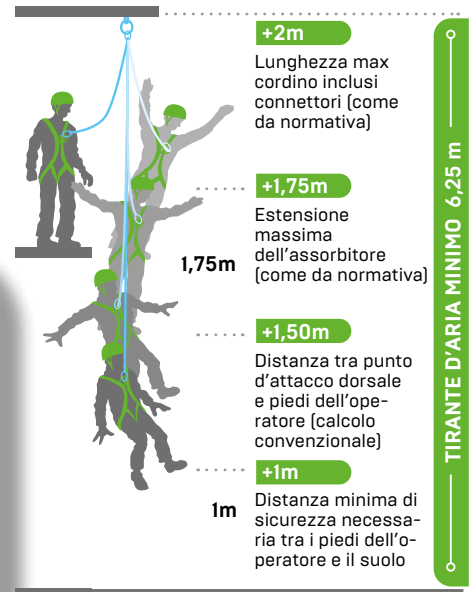 +2m
Lunghezza max
cordino inclusi
connettori (come
da normativa)
+1,75m
Estensione
massima
dell'assorbitore
(come da normativa)
1,75m
+1,50m
Distanza tra punto
d'attacco dorsale
e piedi dell'ope-
ratore (calcolo
convenzionale)
+1m
1m
Distanza minima di
sicurezza necessa-
ria tra i piedi dell'o-
peratore e il suolo
TIRANTE D'ARIA MINIMO 6,25 m